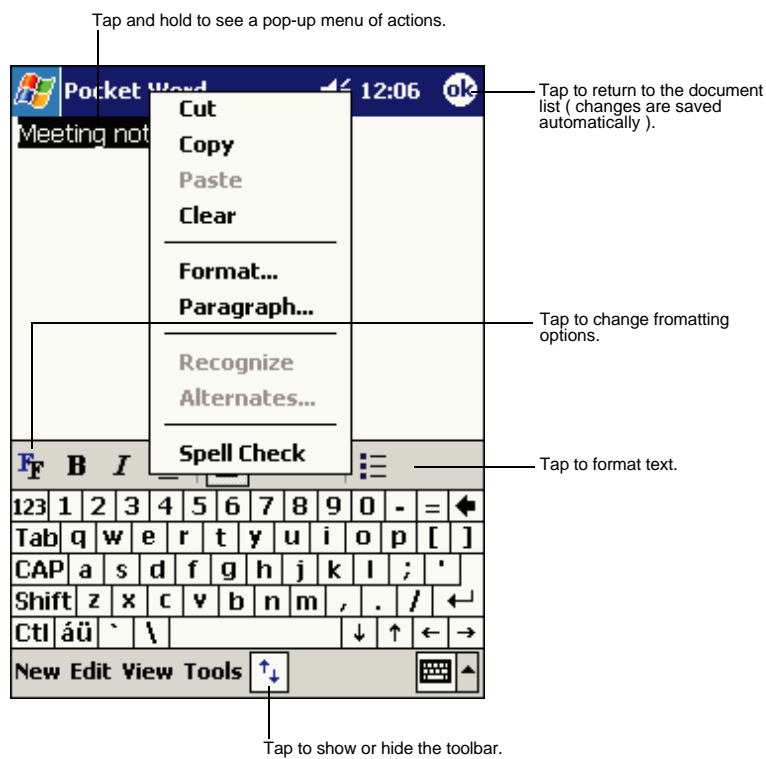 Tap and hold to see a pop-up menu of actions.
Pocket Word 12:06 ok
Tap to return to the document
list ( changes are saved
automatically ).
Meeting not
Cut
Copy
Paste
Clear
Format...
Paragraph...
Recognize
Alternates...
Spell Check
Tap to change fromatting
options.
FF B I
Tap to format text.
123 1 2 3 4 5 6 7 8 9 0 - =
Tab q w e r t y u i o p [ ]
CAP a s d f g h j k l ; '
Shift z x c v b n m , . /
Ctl áü ` \ ↓ ↑ ← →
New Edit View Tools
Tap to show or hide the toolbar.